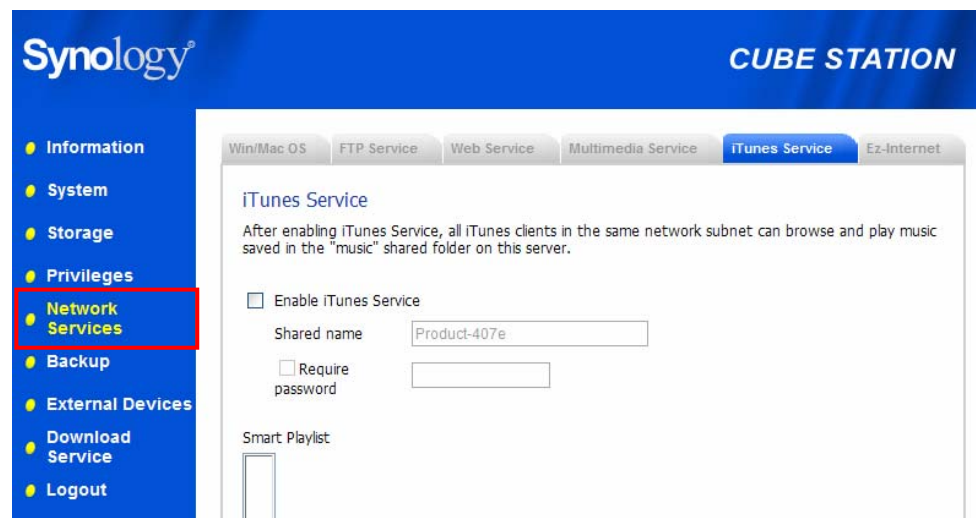 Synology®
CUBE STATION
Information
System
Storage
Privileges
Network
Services
Backup
External Devices
Download
Service
Logout
Win/Mac OS
FTP Service
Web Service
Multimedia Service
iTunes Service
Ez-Internet
iTunes Service
After enabling iTunes Service, all iTunes clients in the same network subnet can browse and play music
saved in the "music" shared folder on this server.
Enable iTunes Service
Shared name
Product-407e
Require
password
Smart Playlist